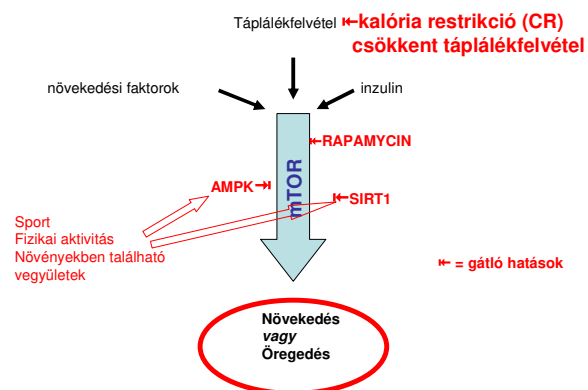 Táplálékfelvétel ⇤kalória restrikció (CR)
csökkent táplálékfelvétel
növekedési faktorok
inzulin
⇤RAPAMYCIN
mTOR
AMPK⇥
⇤SIRT1
Sport
Fizikai aktivitás
Növényekben található
vegyületek
⇤ = gátló hatások
Növekedés
vagy
Öregedés